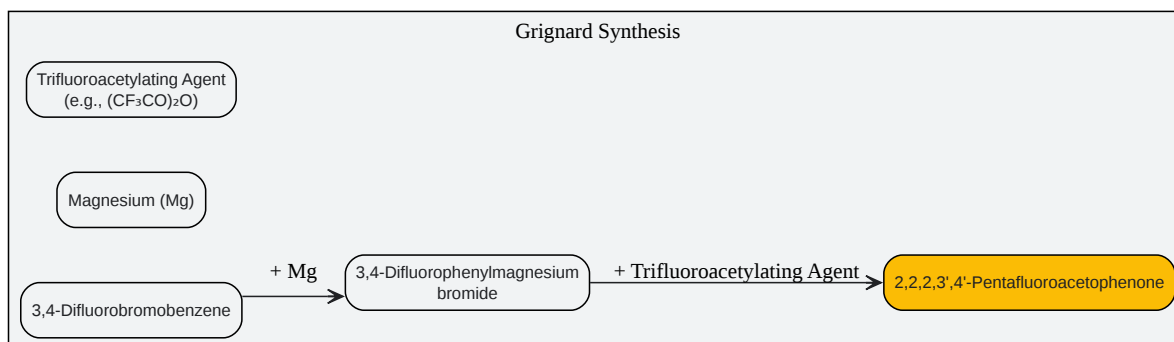 Grignard Synthesis
Trifluoroacetylating Agent
(e.g., (CF₃CO)₂O)
Magnesium (Mg)
3,4-Difluorobromobenzene
+ Mg
3,4-Difluorophenylmagnesium
bromide
+ Trifluoroacetylating Agent
2,2,2,3',4'-Pentafluoroacetophenone